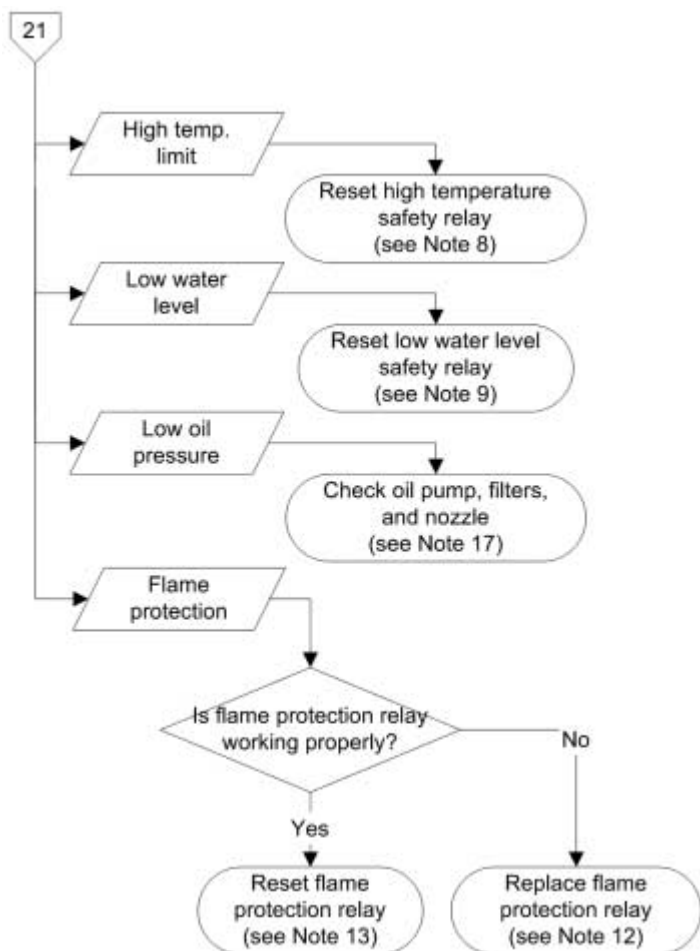 21
High temp.
limit
Reset high temperature
safety relay
(see Note 8)
Low water
level
Reset low water level
safety relay
(see Note 9)
Low oil
pressure
Check oil pump, filters,
and nozzle
(see Note 17)
Flame
protection
Is flame protection relay
working properly?
No
Yes
Reset flame
protection relay
(see Note 13)
Replace flame
protection relay
(see Note 12)